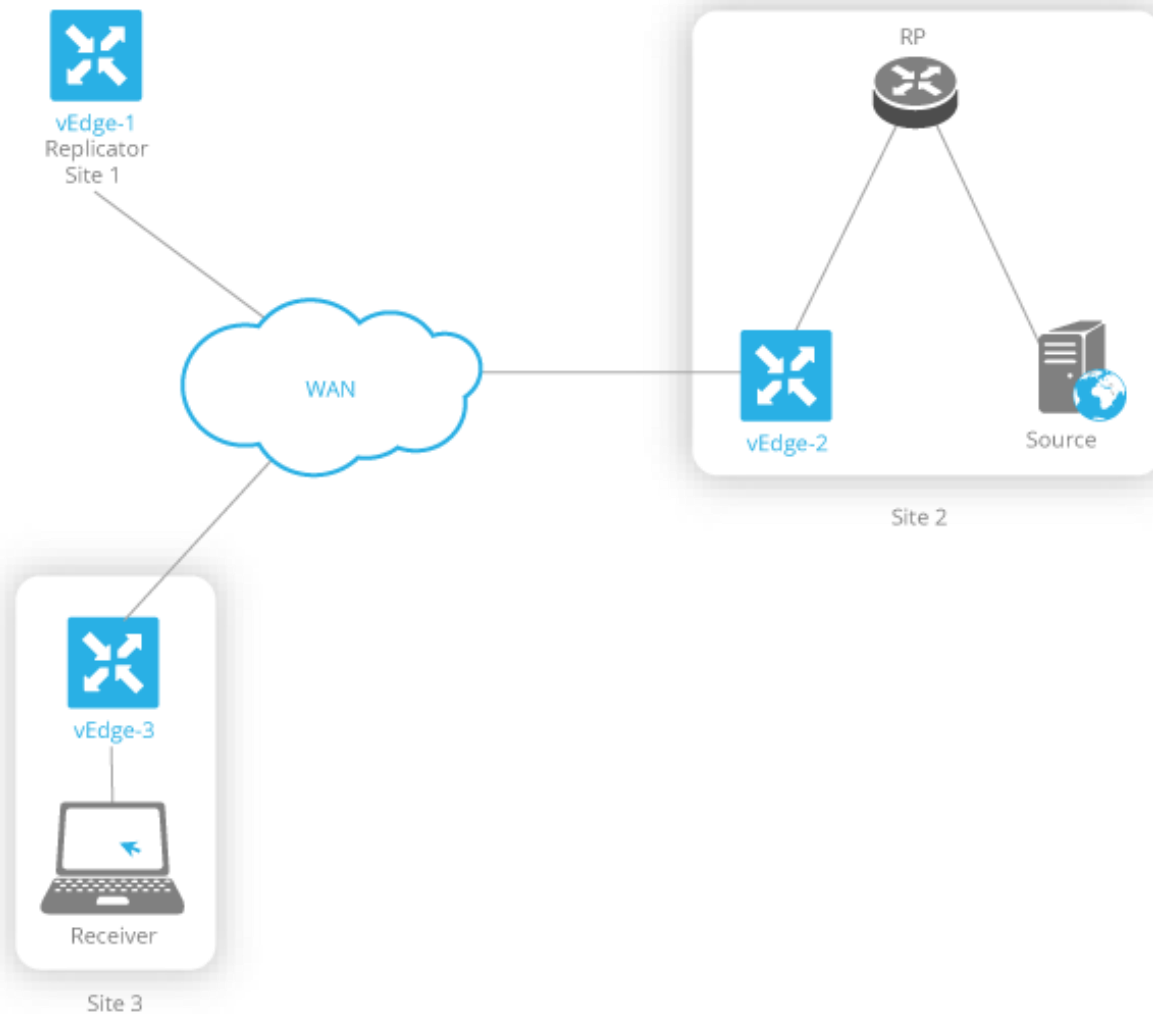 vEdge-1
Replicator
Site 1
RP
WAN
vEdge-2
Source
Site 2
vEdge-3
Receiver
Site 3